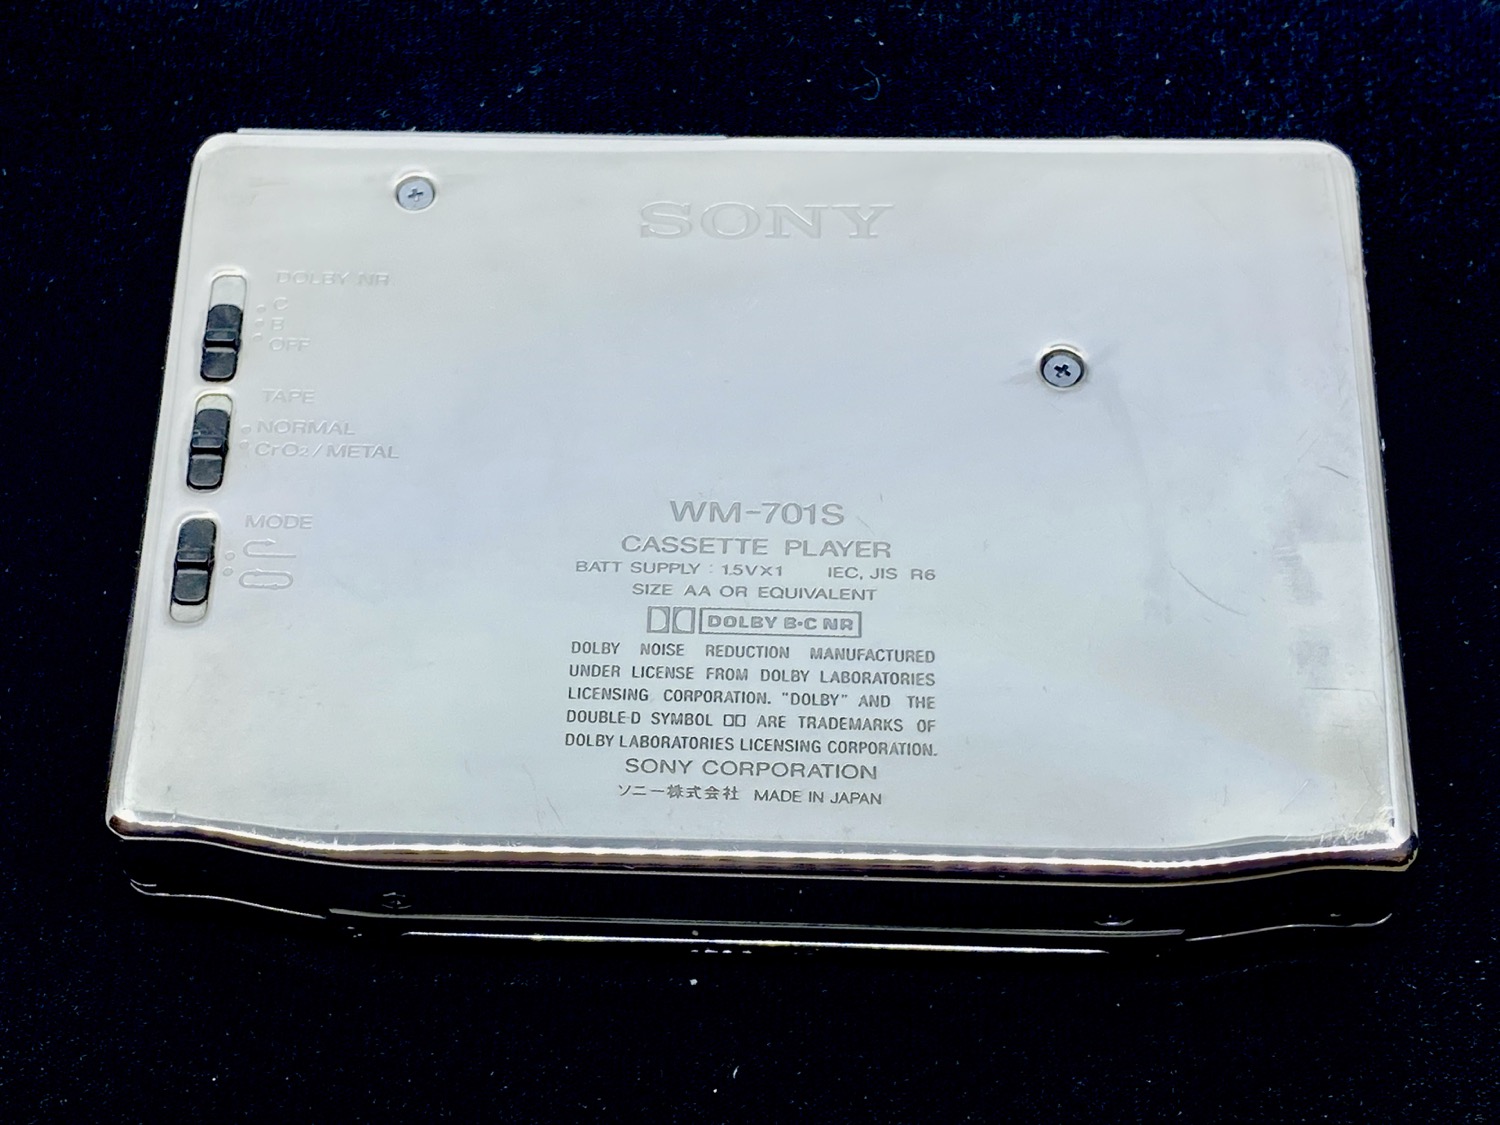 SONY
DOLBY NR
C
B
OFF
TAPE
NORMAL
CrO₂/METAL
MODE
WM-701S
CASSETTE PLAYER
BATT SUPPLY : 1.5V×1 IEC, JIS R6
SIZE AA OR EQUIVALENT
DOLBY B·C NR
DOLBY NOISE REDUCTION MANUFACTURED
UNDER LICENSE FROM DOLBY LABORATORIES
LICENSING CORPORATION. "DOLBY" AND THE
DOUBLE-D SYMBOL ARE TRADEMARKS OF
DOLBY LABORATORIES LICENSING CORPORATION.
SONY CORPORATION
ソニー株式会社 MADE IN JAPAN